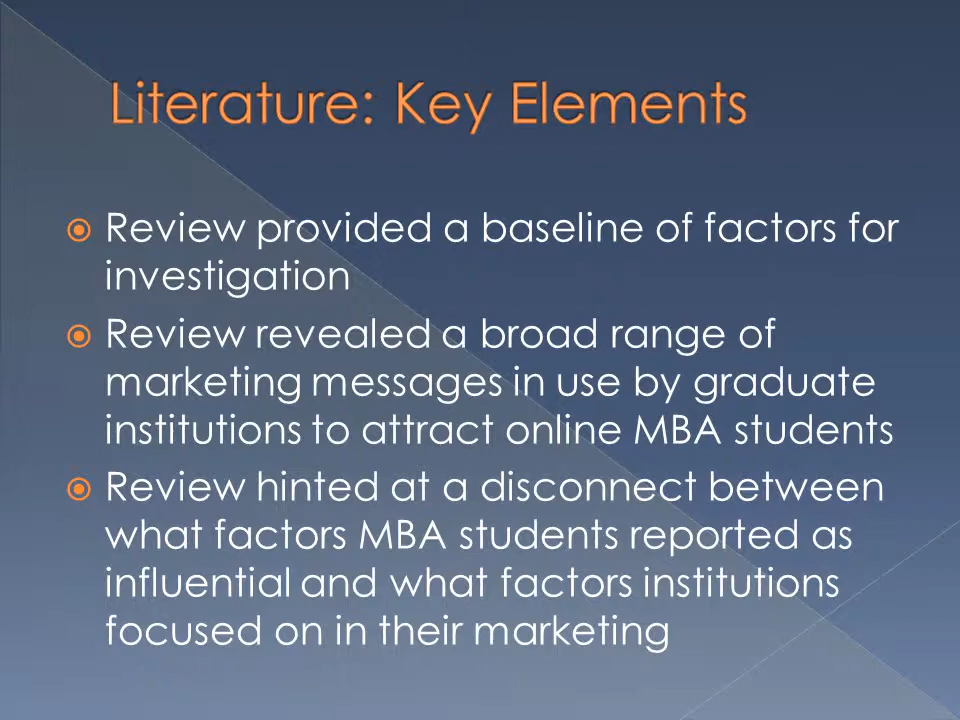 Literature: Key Elements
Review provided a baseline of factors for
investigation
Review revealed a broad range of
marketing messages in use by graduate
institutions to attract online MBA students
Review hinted at a disconnect between
what factors MBA students reported as
influential and what factors institutions
focused on in their marketing